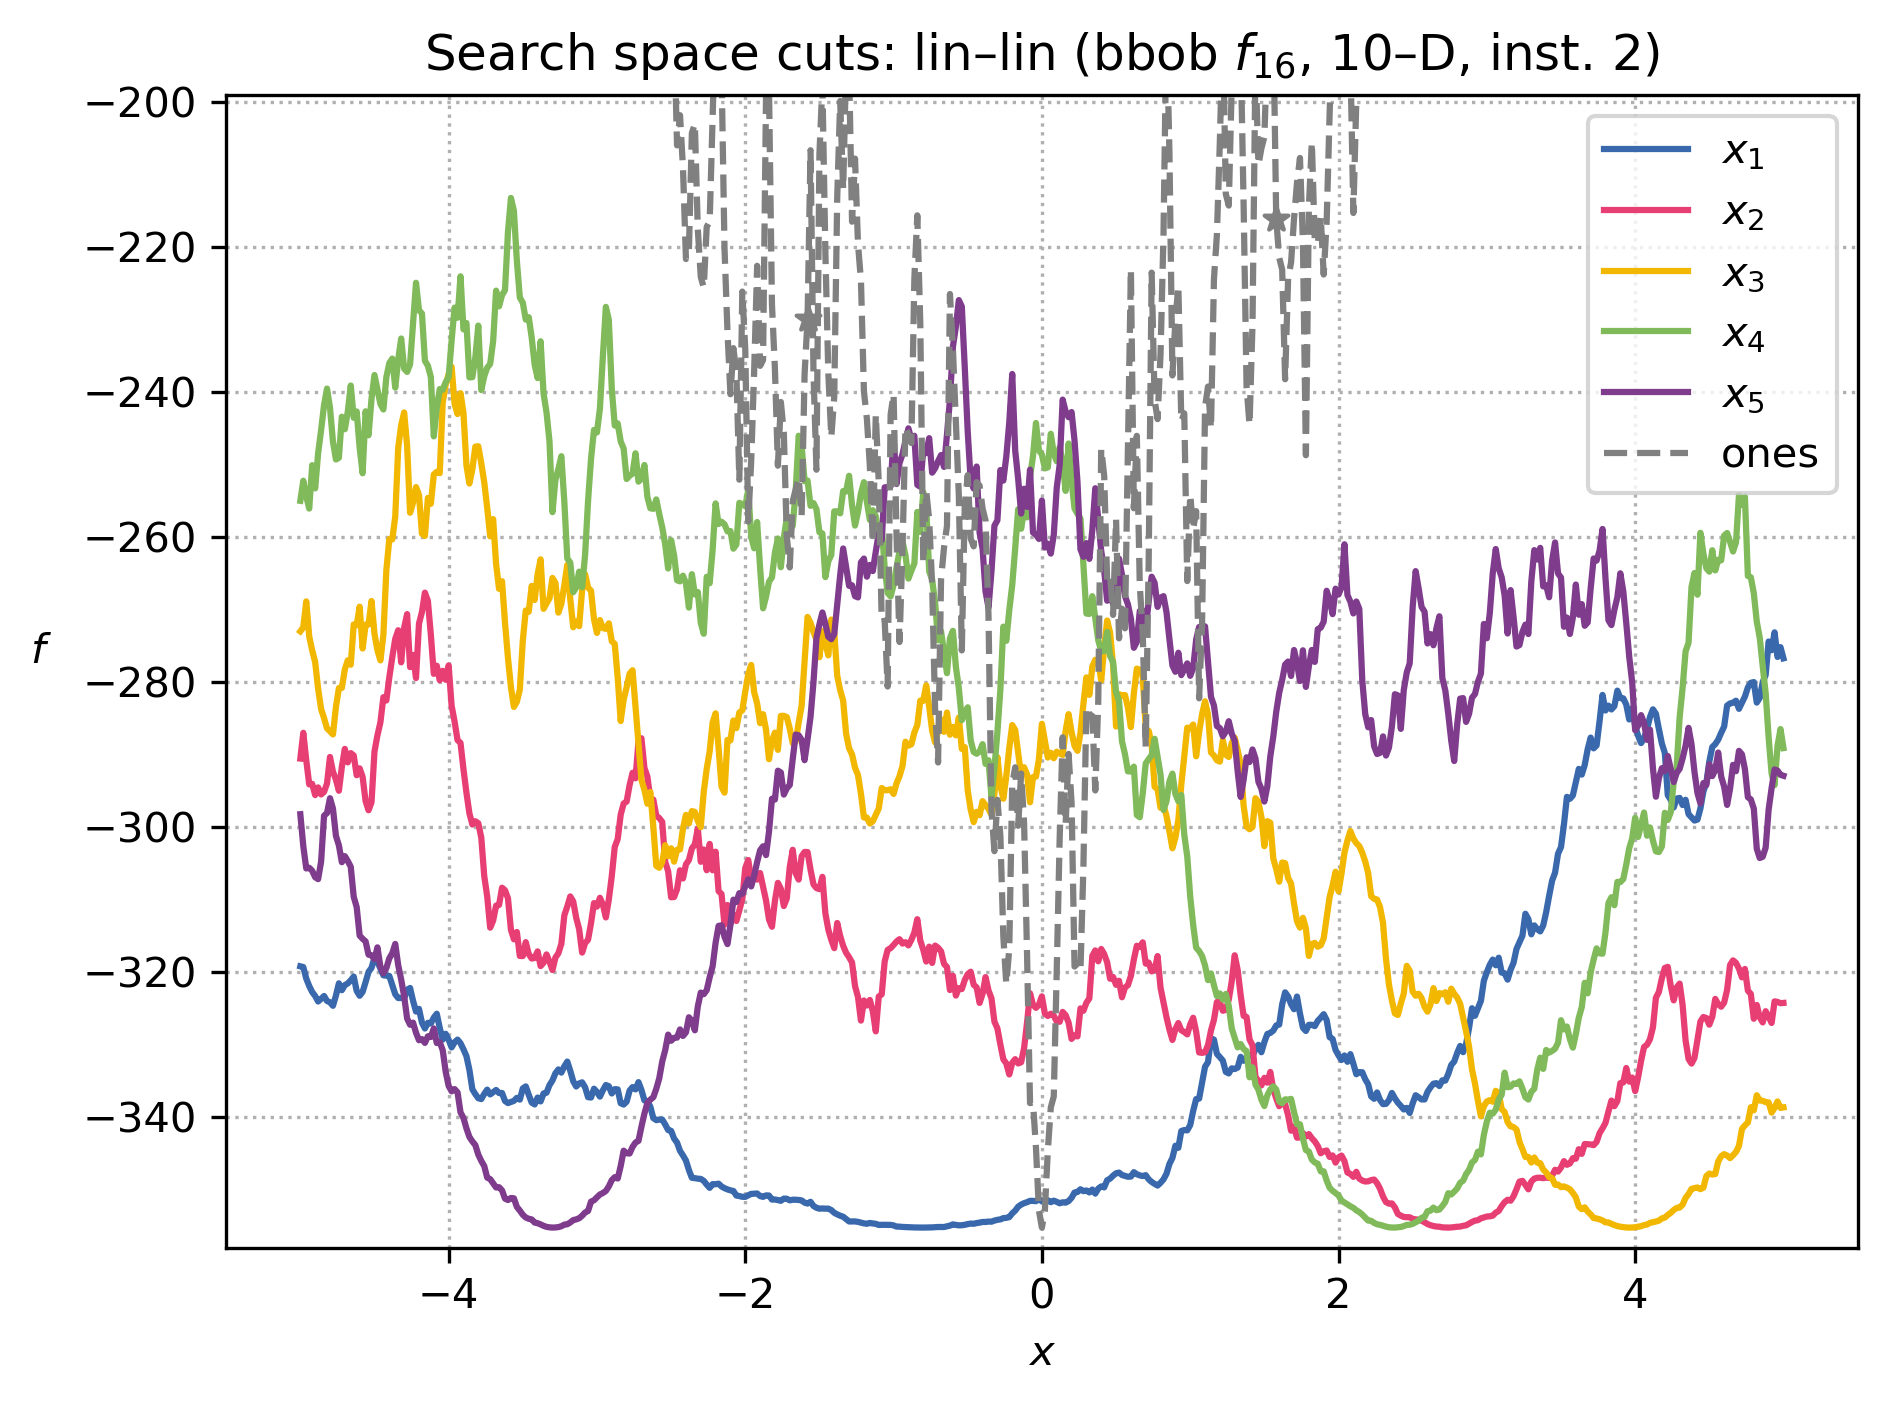 Search space cuts: lin–lin (bbob f₁₆, 10–D, inst. 2)
−200
−220
−240
−260
−280
−300
−320
−340
f
−4
−2
0
2
4
x
x₁
x₂
x₃
x₄
x₅
ones